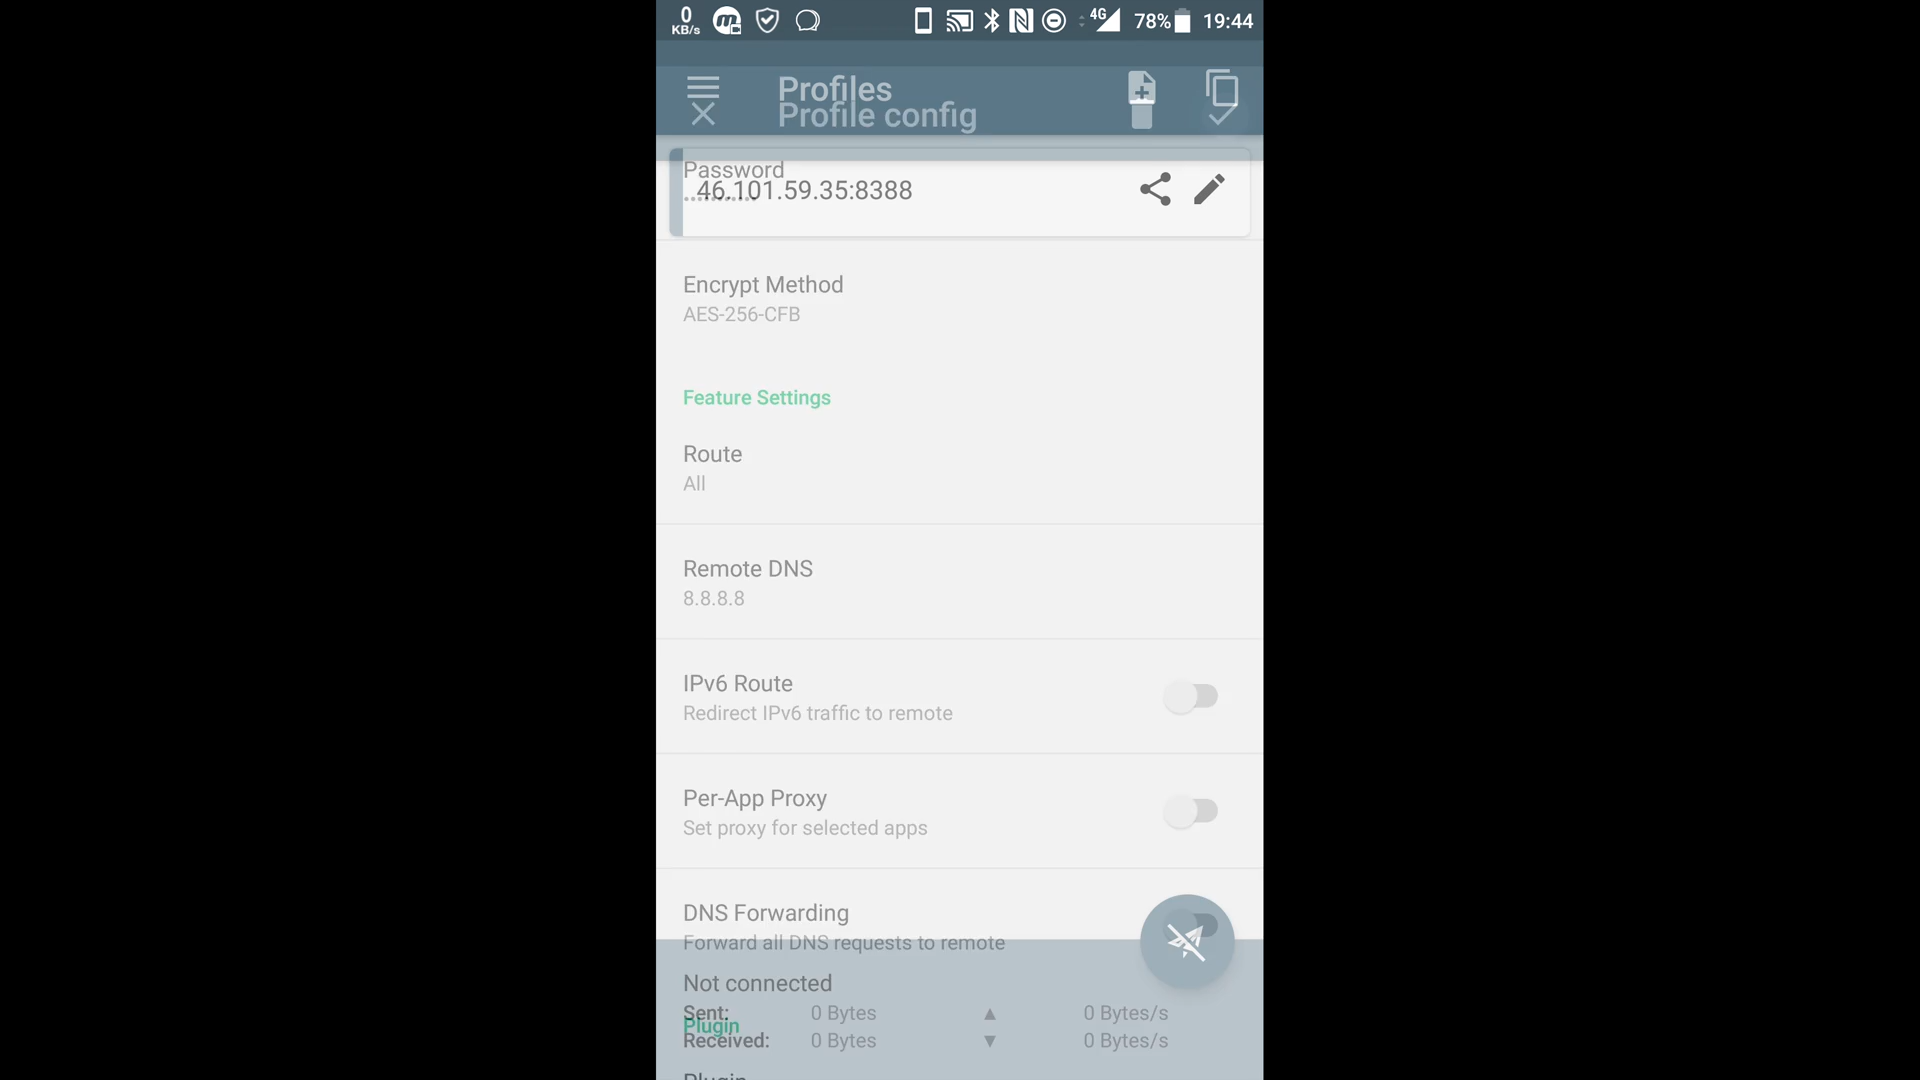 0
KB/s
4G
78%
19:44
Profiles
Profile config
Password
46.101.59.35:8388
Encrypt Method
AES-256-CFB
Feature Settings
Route
All
Remote DNS
8.8.8.8
IPv6 Route
Redirect IPv6 traffic to remote
Per-App Proxy
Set proxy for selected apps
DNS Forwarding
Forward all DNS requests to remote
Not connected
Sent: 0 Bytes ▲ 0 Bytes/s
Plugin
Received: 0 Bytes ▼ 0 Bytes/s
Plugin